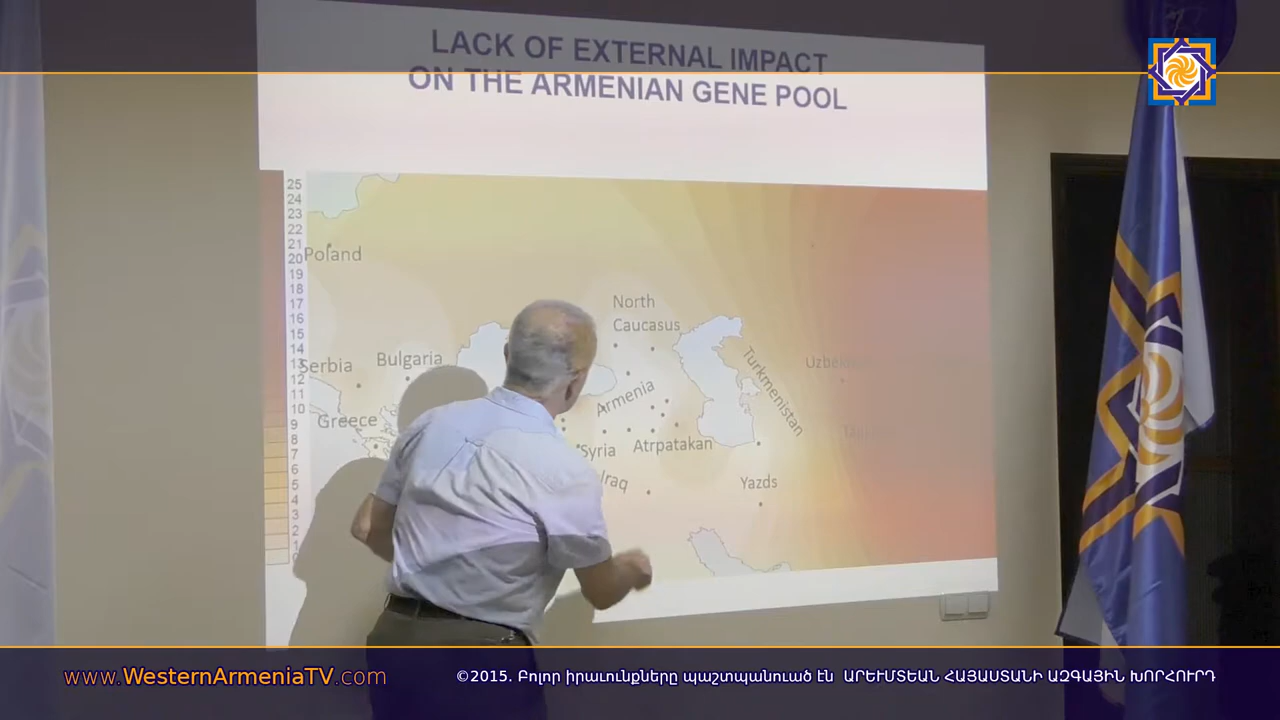 LACK OF EXTERNAL IMPACT
ON THE ARMENIAN GENE POOL
25
24
23
22
21
20
19
18
17
16
15
14
13
12
11
10
9
8
7
6
5
4
3
2
1
0
Poland
North
Caucasus
Serbia
Bulgaria
Turkmenistan
Armenia
Greece
Syria
Atrpatakan
Iraq
Yazds
www.WesternArmeniaTV.com
©2015. Բոլոր իրաւունքները պաշտպանուած են ԱՐԵՒՄՏԵԱՆ ՀԱՅԱՍՏԱՆԻ ԱԶԳԱՅԻՆ ԽՈՐՀՈՒՐԴ